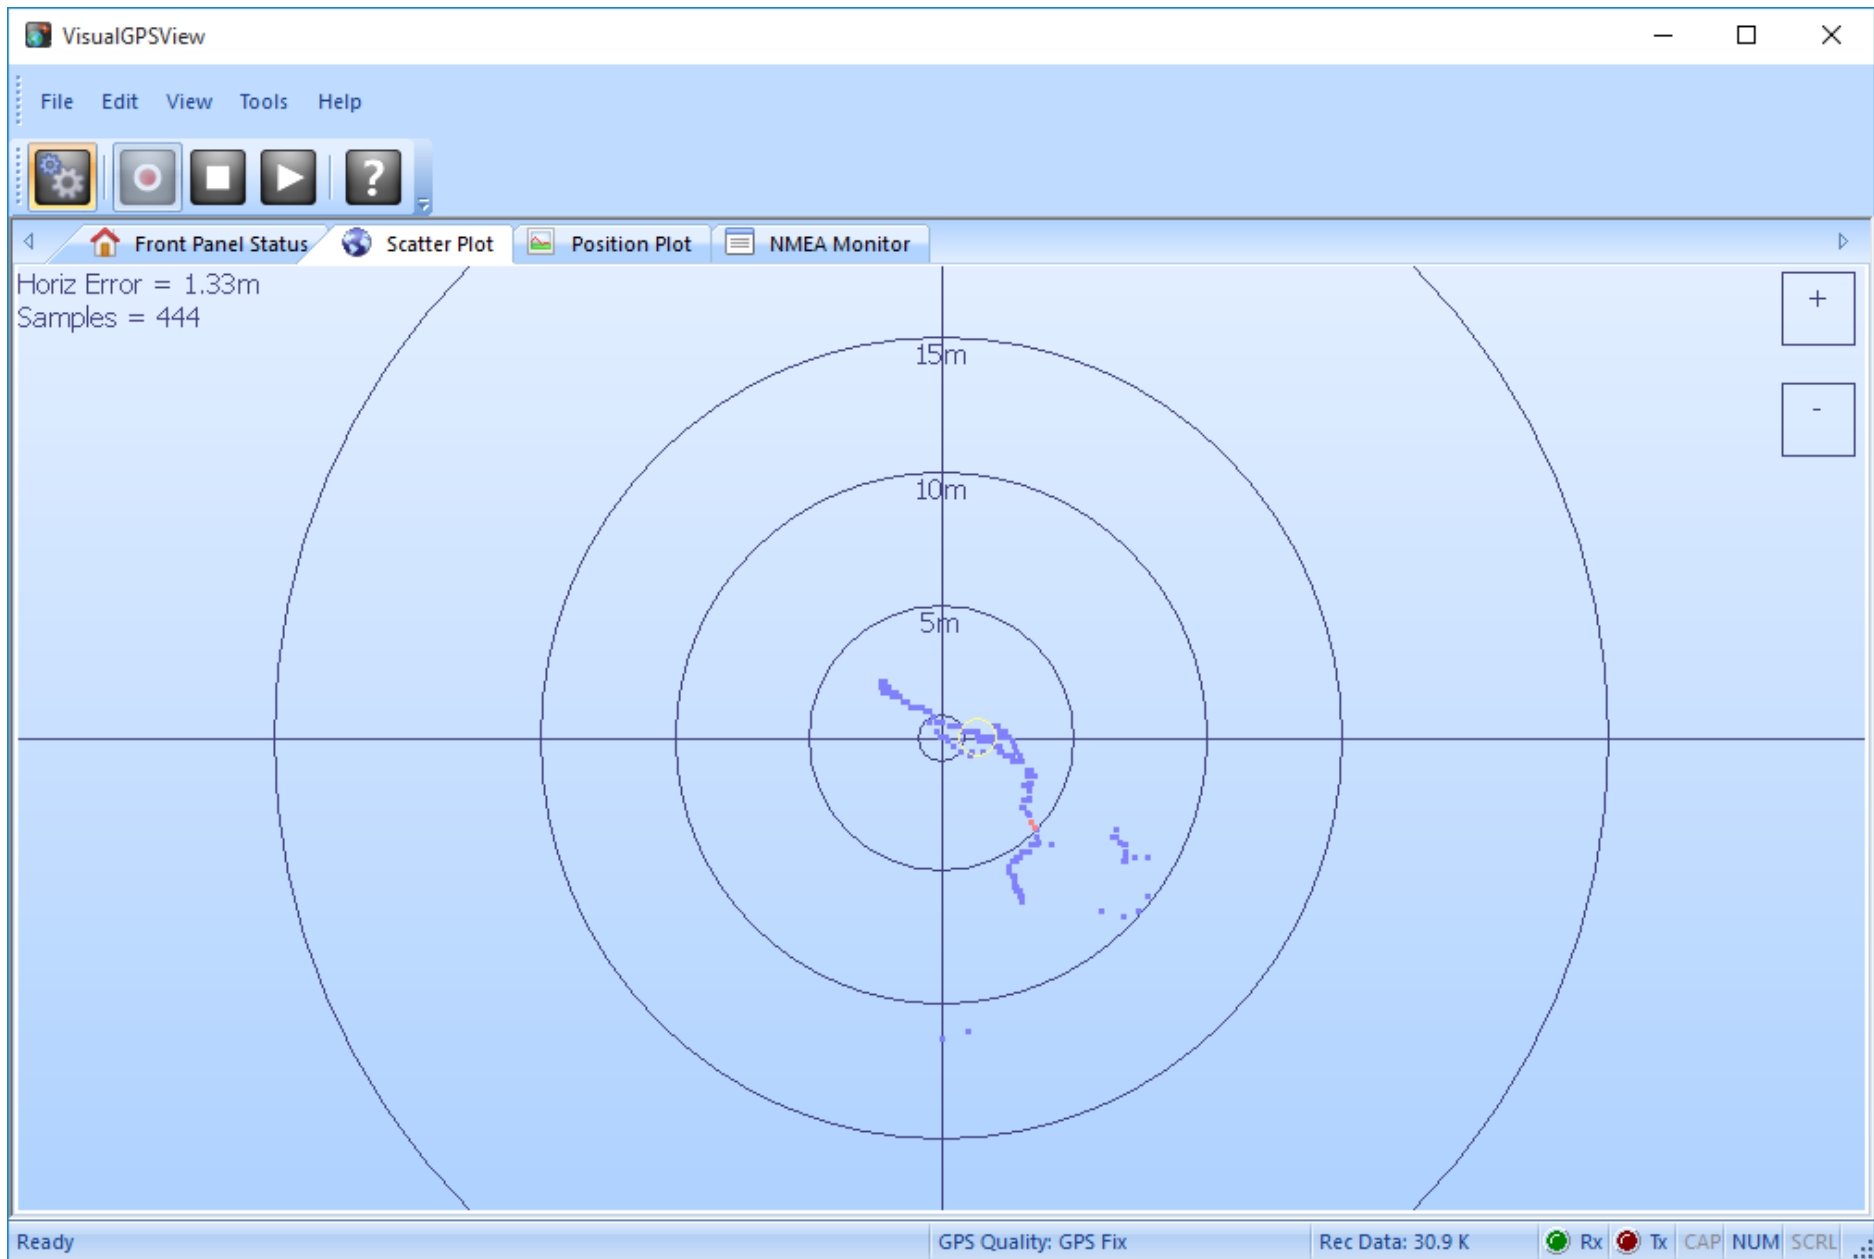 VisualGPSView
File Edit View Tools Help
?
Front Panel Status Scatter Plot Position Plot NMEA Monitor
Horiz Error = 1.33m
Samples = 444
+
-
15m
10m
5m
Ready GPS Quality: GPS Fix Rec Data: 30.9 K Rx Tx CAP NUM SCRL